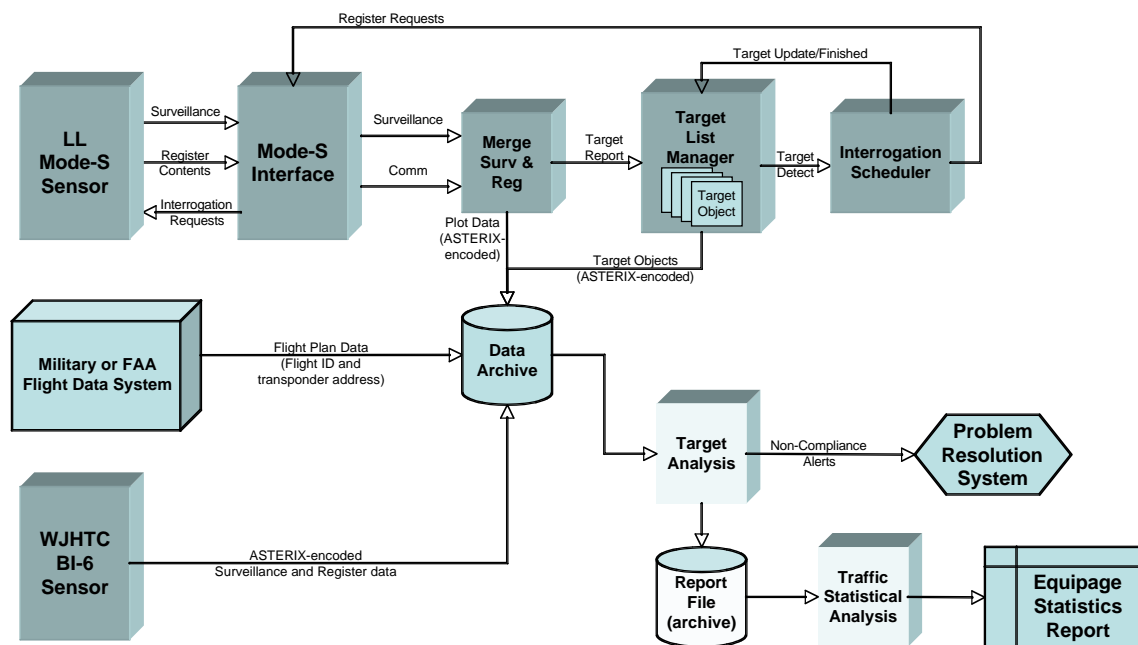 Register Requests
Target Update/Finished
LL
Mode-S
Sensor
Surveillance
Register
Contents
Interrogation
Requests
Mode-S
Interface
Surveillance
Comm
Merge
Surv &
Reg
Target
Report
Target
List
Manager
Target
Object
Target
Detect
Interrogation
Scheduler
Plot Data
(ASTERIX-
encoded)
Target Objects
(ASTERIX-encoded)
Military or FAA
Flight Data System
Flight Plan Data
(Flight ID and
transponder address)
Data
Archive
Target
Analysis
Non-Compliance
Alerts
Problem
Resolution
System
WJHTC
BI-6
Sensor
ASTERIX-encoded
Surveillance and Register data
Report
File
(archive)
Traffic
Statistical
Analysis
Equipage
Statistics
Report